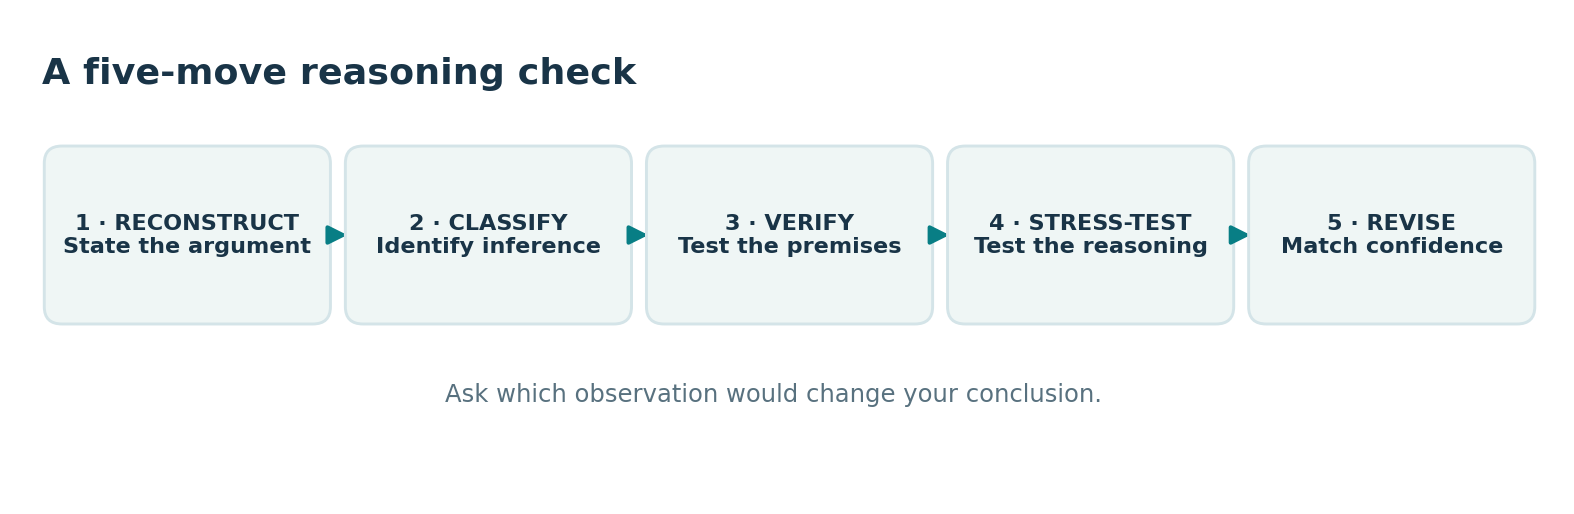 A five-move reasoning check
1 · RECONSTRUCT
State the argument
2 · CLASSIFY
Identify inference
3 · VERIFY
Test the premises
4 · STRESS-TEST
Test the reasoning
5 · REVISE
Match confidence
Ask which observation would change your conclusion.